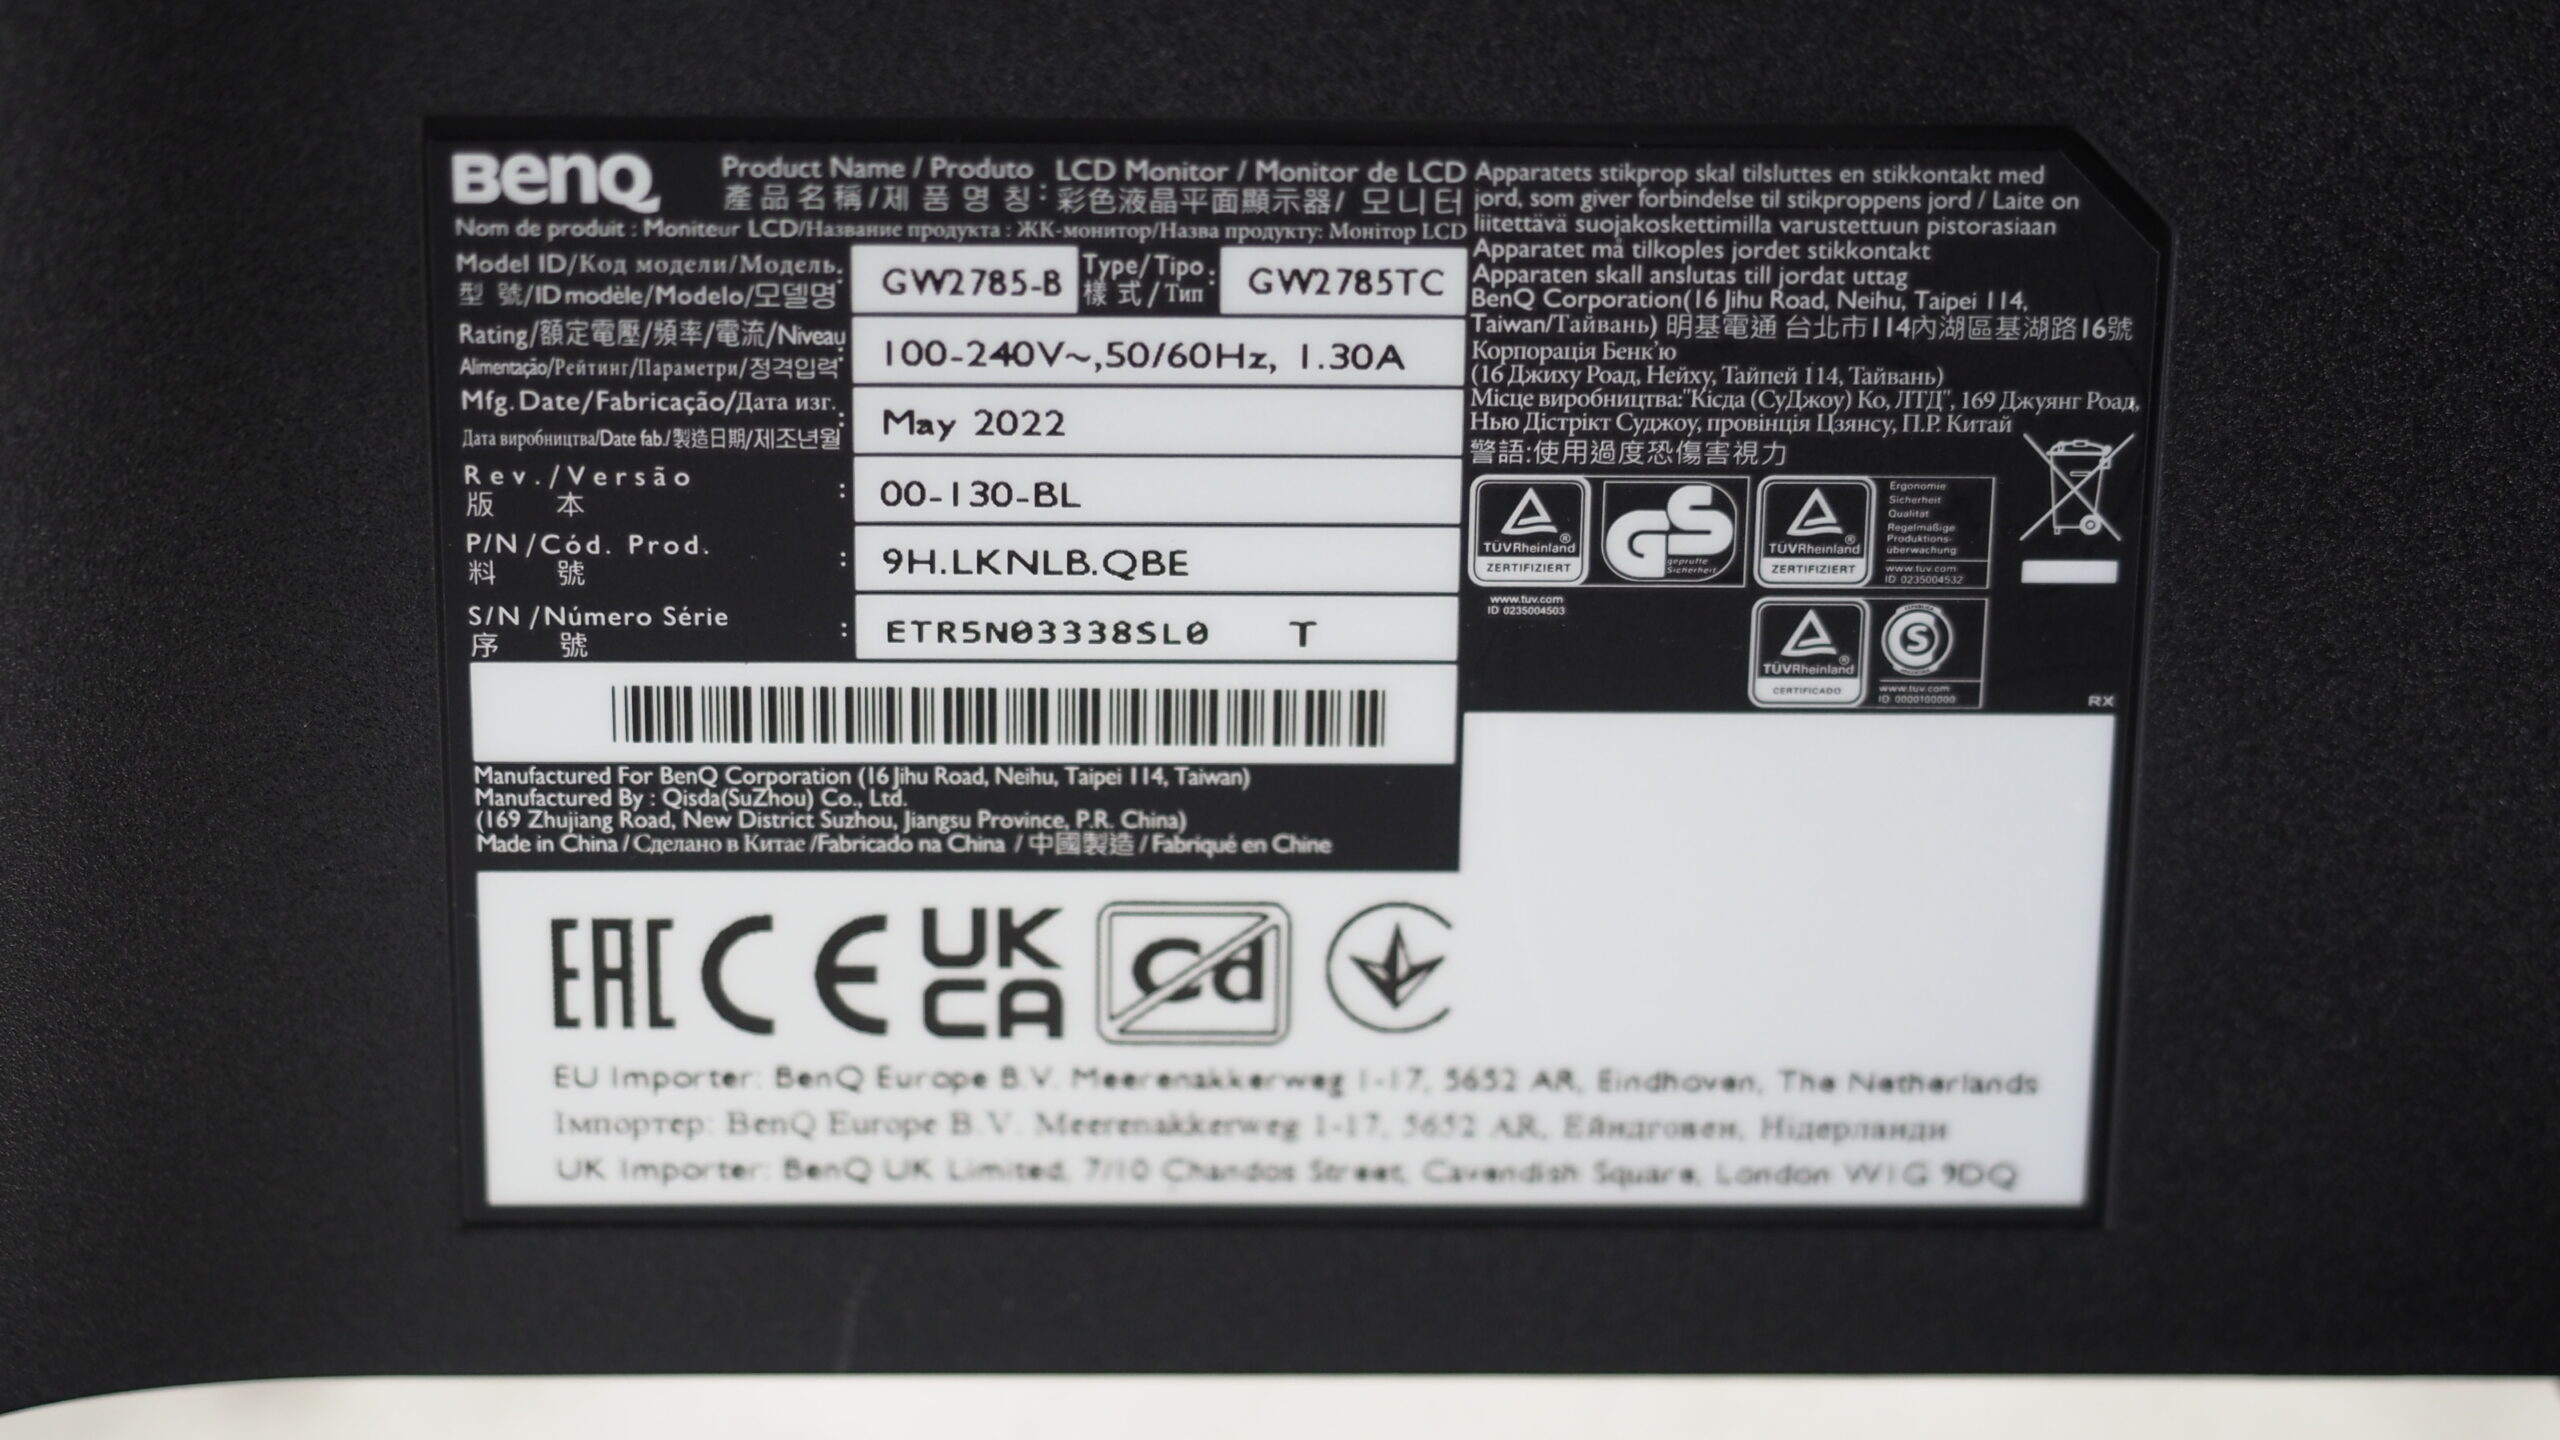 BenQ
Product Name / Produto LCD Monitor / Monitor de LCD
產品名稱/제 품 명 칭 : 彩色液晶平面顯示器/ 모니터
Nom de produit : Moniteur LCD/Название продукта : ЖК-монитор/Назва продукту: Монітор LCD
Model ID/Код модели/Модель.
型 號/ID modèle/Modelo/모델명 : GW2785-B
Type/Tipo
樣 式/Тип : GW2785TC
Rating/額定電壓/頻率/電流/Niveau
Alimentação/Рейтинг/Параметри/정격입력 : 100-240V~,50/60Hz, 1.30A
Mfg.Date/Fabricação/Дата изг.
Дата виробництва/Date fab./製造日期/제조년월 : May 2022
Rev./Versão
版 本 : 00-130-BL
P/N /Cód. Prod.
料 號 : 9H.LKNLB.QBE
S/N /Número Série
序 號 : ETR5N03338SL0 T
Manufactured For BenQ Corporation (16 Jihu Road, Neihu, Taipei 114, Taiwan)
Manufactured By : Qisda(SuZhou) Co., Ltd.
(169 Zhujiang Road, New District Suzhou, Jiangsu Province, P.R. China)
Made in China / Сделано в Китае /Fabricado na China / 中國製造 / Fabriqué en Chine
Apparatets stikprop skal tilsluttes en stikkontakt med
jord, som giver forbindelse til stikproppens jord / Laite on
liitettävä suojakoskettimilla varustettuun pistorasiaan
Apparatet må tilkoples jordet stikkontakt
Apparaten skall anslutas till jordat uttag
BenQ Corporation(16 Jihu Road, Neihu, Taipei 114,
Taiwan/Тайвань) 明基電通 台北市114內湖區基湖路16號
Корпорація Бенк'ю
(16 Джиху Роад, Нейху, Тайпей 114, Тайвань)
Місце виробництва:"Кісда (СуДжоу) Ко, ЛТД", 169 Джуянг Роад,
Нью Дістрікт Суджоу, провінція Цзянсу, П.Р. Китай
警語:使用過度恐傷害視力
TÜVRheinland
ZERTIFIZIERT
GS
geprüfte
Sicherheit
www.tuv.com
ID 0235004503
TÜVRheinland
ZERTIFIZIERT
Ergonomie
Sicherheit
Qualität
Regelmäßige
Produktions-
überwachung
www.tuv.com
ID 0235004532
TÜVRheinland
CERTIFICADO
S
www.tuv.com
ID 0000100000
RX
EAC CE UK
CA Cd
EU Importer: BenQ Europe B.V. Meerenakkerweg 1-17, 5652 AR, Eindhoven, The Netherlands
Імпортер: BenQ Europe B.V. Meerenakkerweg 1-17, 5652 AR, Ейндговен, Нідерланди
UK Importer: BenQ UK Limited, 7/10 Chandos Street, Cavendish Square, London W1G 9DQ